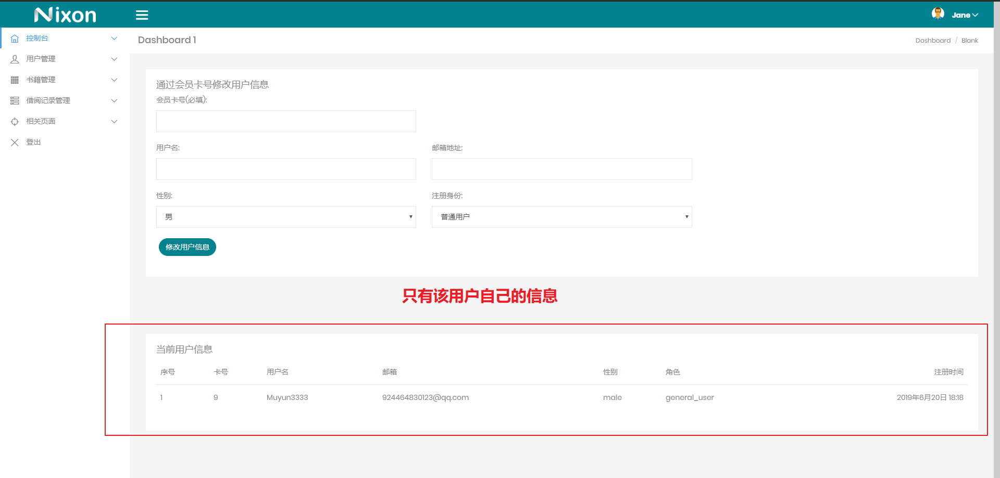 Nixon
Jane
控制台
用户管理
书籍管理
借阅记录管理
相关页面
登出
Dashboard 1
Dashboard / Blank
通过会员卡号修改用户信息
会员卡号(必填):
用户名:
邮箱地址:
性别:
注册身份:
男
普通用户
修改用户信息
只有该用户自己的信息
当前用户信息
序号 卡号 用户名 邮箱 性别 角色 注册时间
1 9 Muyun3333 924464830123@qq.com male general_user 2019年6月20日 18:18